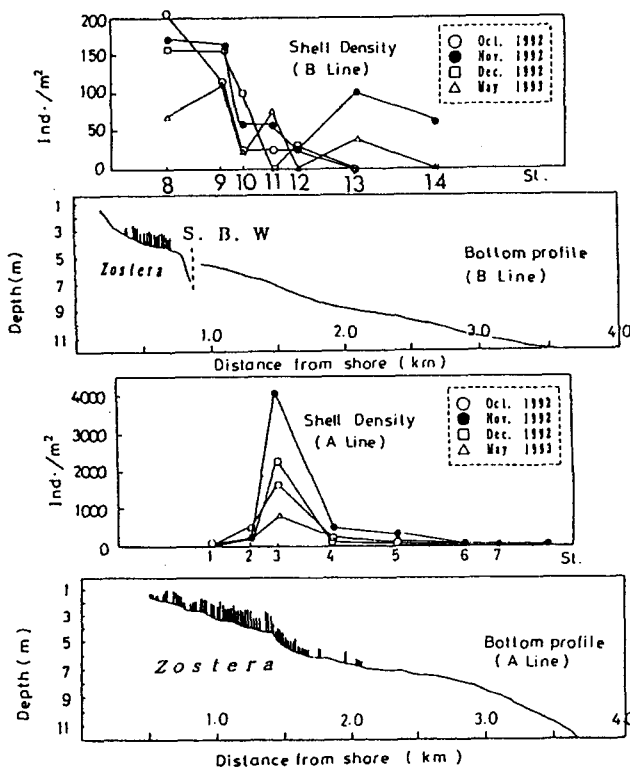 200
150
100
50
0
Ind·/m²
Shell Density
(B Line)
Oct. 1992
Nov. 1992
Dec. 1992
May 1993
8 9 10 11 12 13 14 St.
1
3
5
7
9
11
Depth(m)
S. B. W
Zostera
Bottom profile
(B Line)
1.0 2.0 3.0 4.0
Distance from shore (km)
4000
3000
2000
1000
0
Ind·/m²
Shell Density
(A Line)
Oct. 1992
Nov. 1992
Dec. 1992
May 1993
1 2 3 4 5 6 7 St.
1
3
5
7
9
11
Depth(m)
Zostera
Bottom profile
(A Line)
1.0 2.0 3.0 4.0
Distance from shore (km)